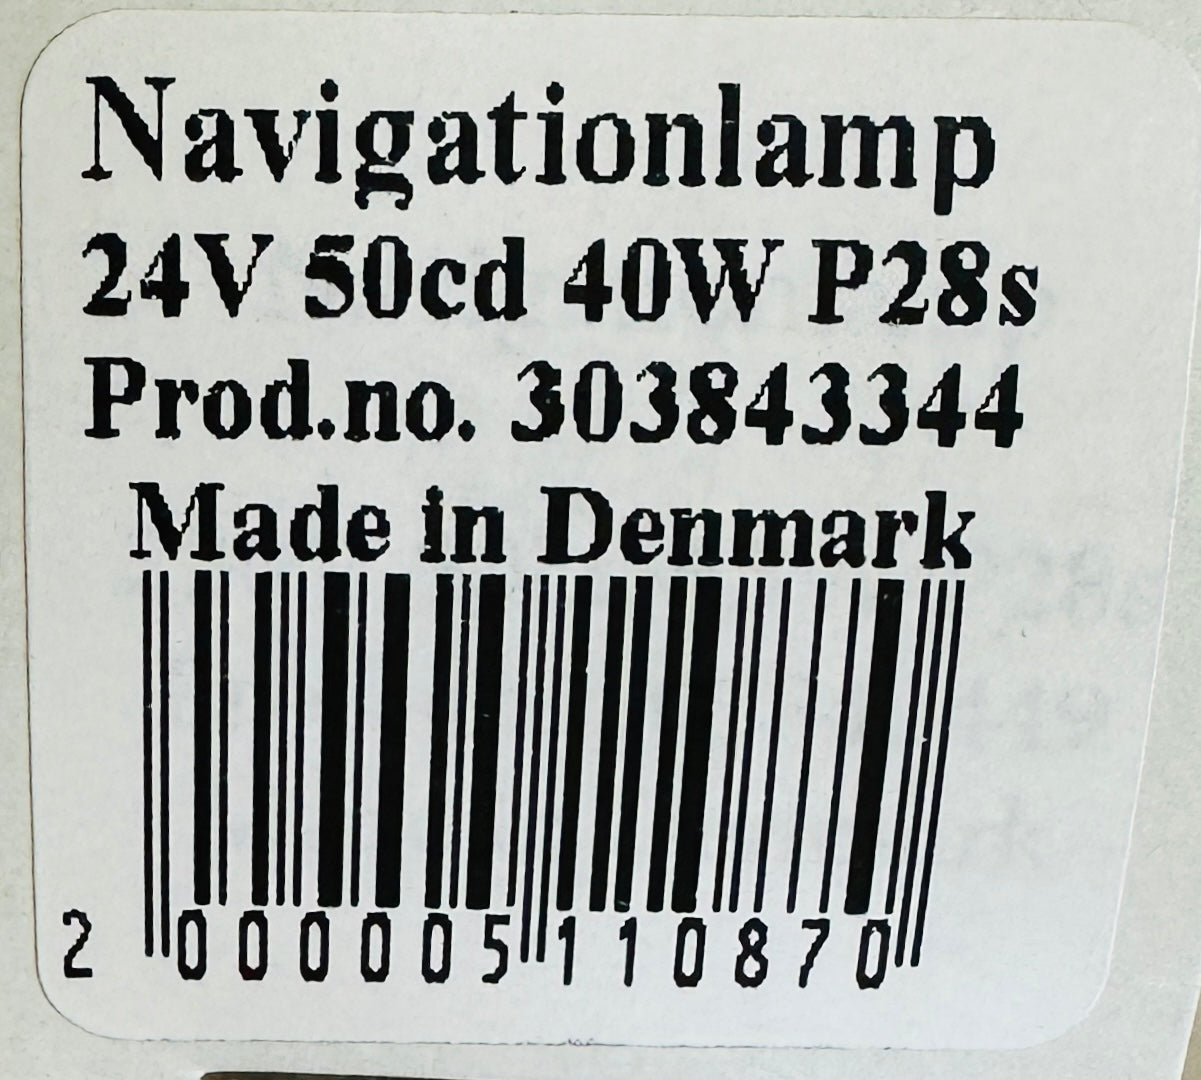 Navigationlamp
24V 50cd 40W P28s
Prod.no. 303843344
Made in Denmark
2 000005 110870